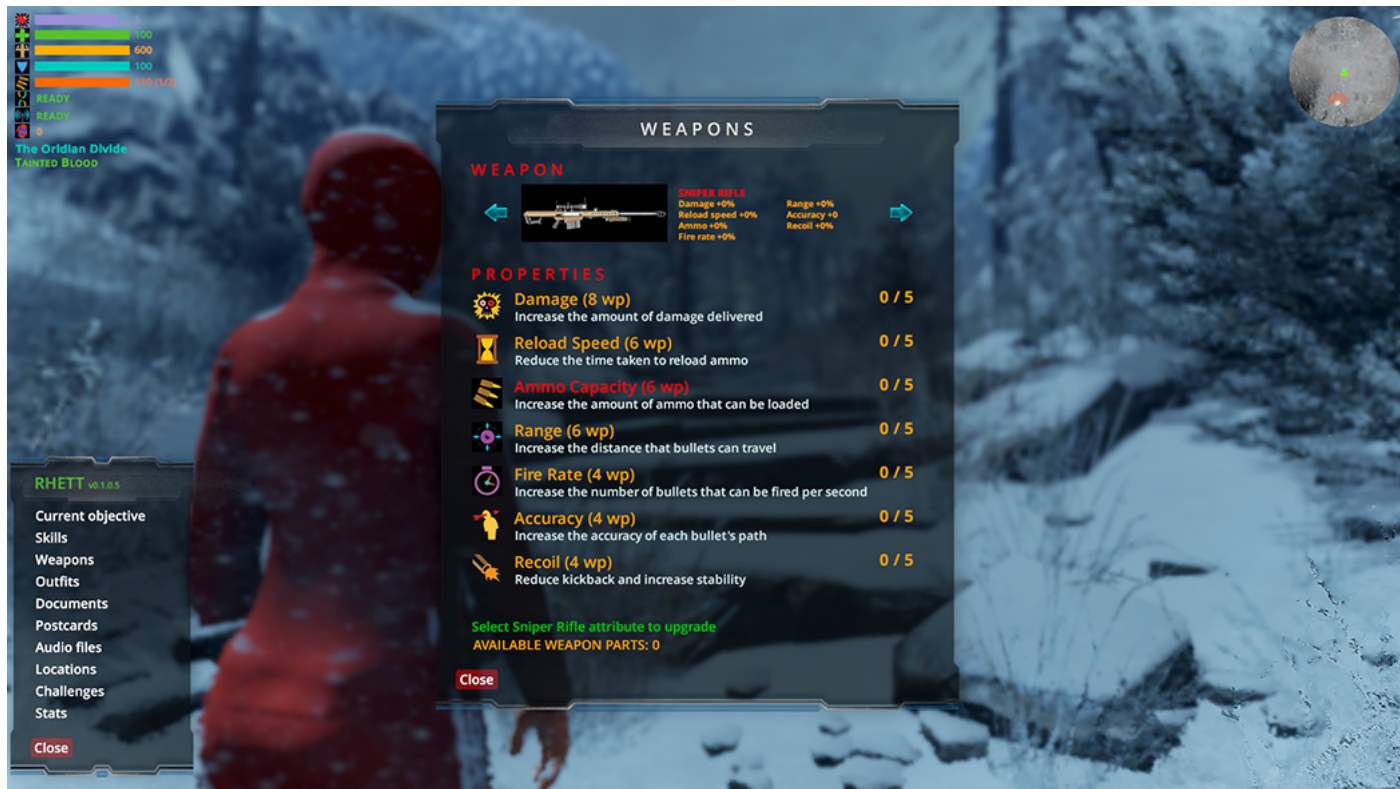 5
100
600
100
110 (1/2)
READY
READY
0
The Oridian Divide
TAINTED BLOOD
WEAPONS
WEAPON
SNIPER RIFLE
Damage +0%
Range +0%
Reload speed +0%
Accuracy +0
Ammo +0%
Recoil +0%
Fire rate +0%
PROPERTIES
Damage (8 wp) 0 / 5
Increase the amount of damage delivered
Reload Speed (6 wp) 0 / 5
Reduce the time taken to reload ammo
Ammo Capacity (6 wp) 0 / 5
Increase the amount of ammo that can be loaded
Range (6 wp) 0 / 5
Increase the distance that bullets can travel
Fire Rate (4 wp) 0 / 5
Increase the number of bullets that can be fired per second
Accuracy (4 wp) 0 / 5
Increase the accuracy of each bullet's path
Recoil (4 wp) 0 / 5
Reduce kickback and increase stability
Select Sniper Rifle attribute to upgrade
AVAILABLE WEAPON PARTS: 0
Close
RHETT v0.1.0.5
Current objective
Skills
Weapons
Outfits
Documents
Postcards
Audio files
Locations
Challenges
Stats
Close